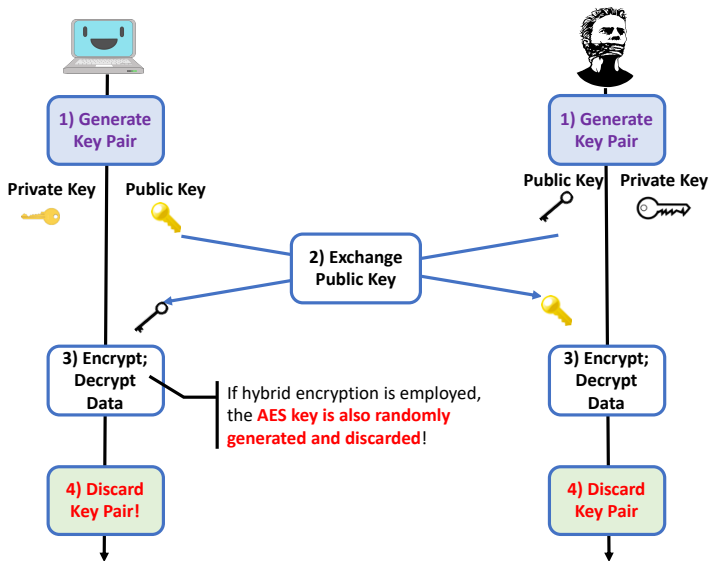 1) Generate
Key Pair
1) Generate
Key Pair
Private Key
Public Key
Public Key
Private Key
2) Exchange
Public Key
3) Encrypt;
Decrypt
Data
3) Encrypt;
Decrypt
Data
If hybrid encryption is employed,
the AES key is also randomly
generated and discarded!
4) Discard
Key Pair!
4) Discard
Key Pair